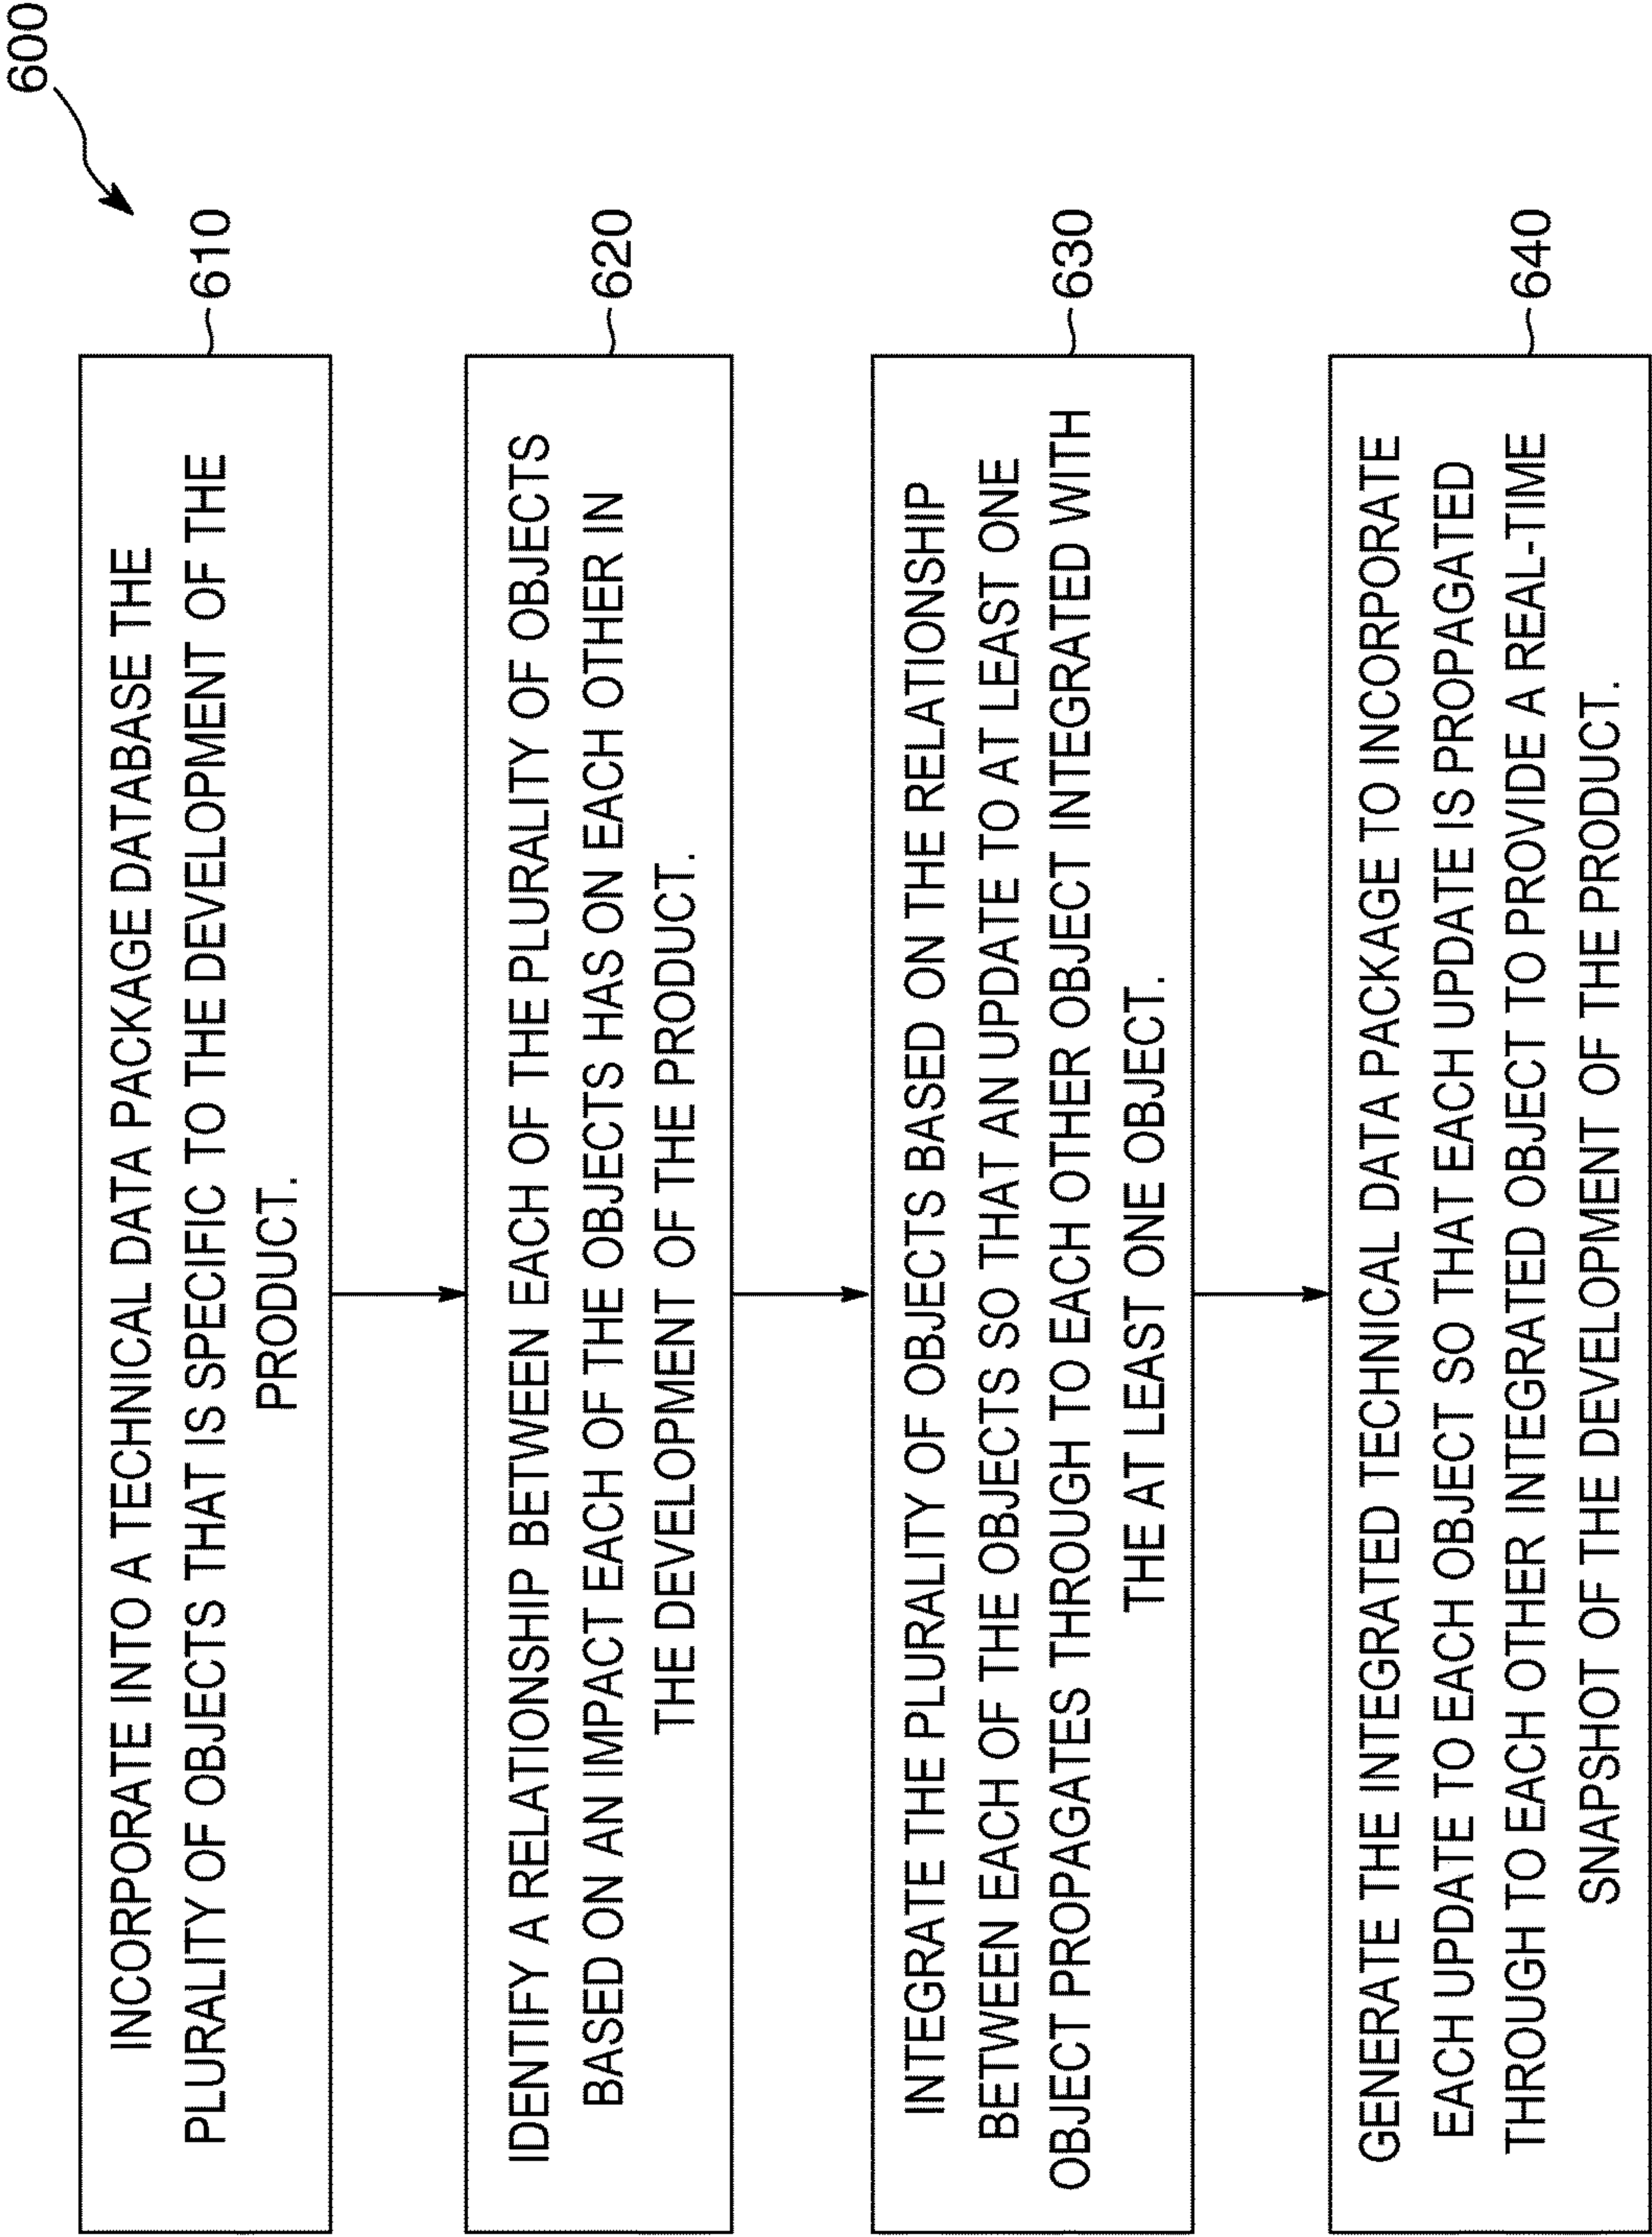 600
INCORPORATE INTO A TECHNICAL DATA PACKAGE DATABASE THE
PLURALITY OF OBJECTS THAT IS SPECIFIC TO THE DEVELOPMENT OF THE
PRODUCT.
610
IDENTIFY A RELATIONSHIP BETWEEN EACH OF THE PLURALITY OF OBJECTS
BASED ON AN IMPACT EACH OF THE OBJECTS HAS ON EACH OTHER IN
THE DEVELOPMENT OF THE PRODUCT.
620
INTEGRATE THE PLURALITY OF OBJECTS BASED ON THE RELATIONSHIP
BETWEEN EACH OF THE OBJECTS SO THAT AN UPDATE TO AT LEAST ONE
OBJECT PROPAGATES THROUGH TO EACH OTHER OBJECT INTEGRATED WITH
THE AT LEAST ONE OBJECT.
630
GENERATE THE INTEGRATED TECHNICAL DATA PACKAGE TO INCORPORATE
EACH UPDATE TO EACH OBJECT SO THAT EACH UPDATE IS PROPAGATED
THROUGH TO EACH OTHER INTEGRATED OBJECT TO PROVIDE A REAL-TIME
SNAPSHOT OF THE DEVELOPMENT OF THE PRODUCT.
640